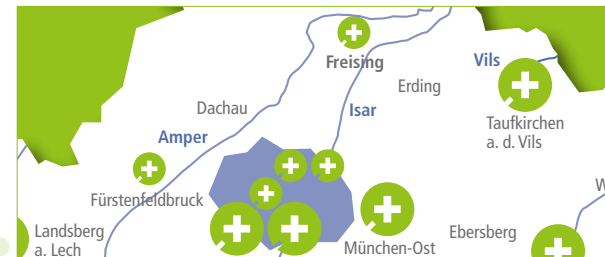 Freising
Vils
Erding
Dachau
Isar
Taufkirchen
a. d. Vils
Amper
Fürstenfeldbruck
W
Landsberg
a. Lech
München-Ost
Ebersberg